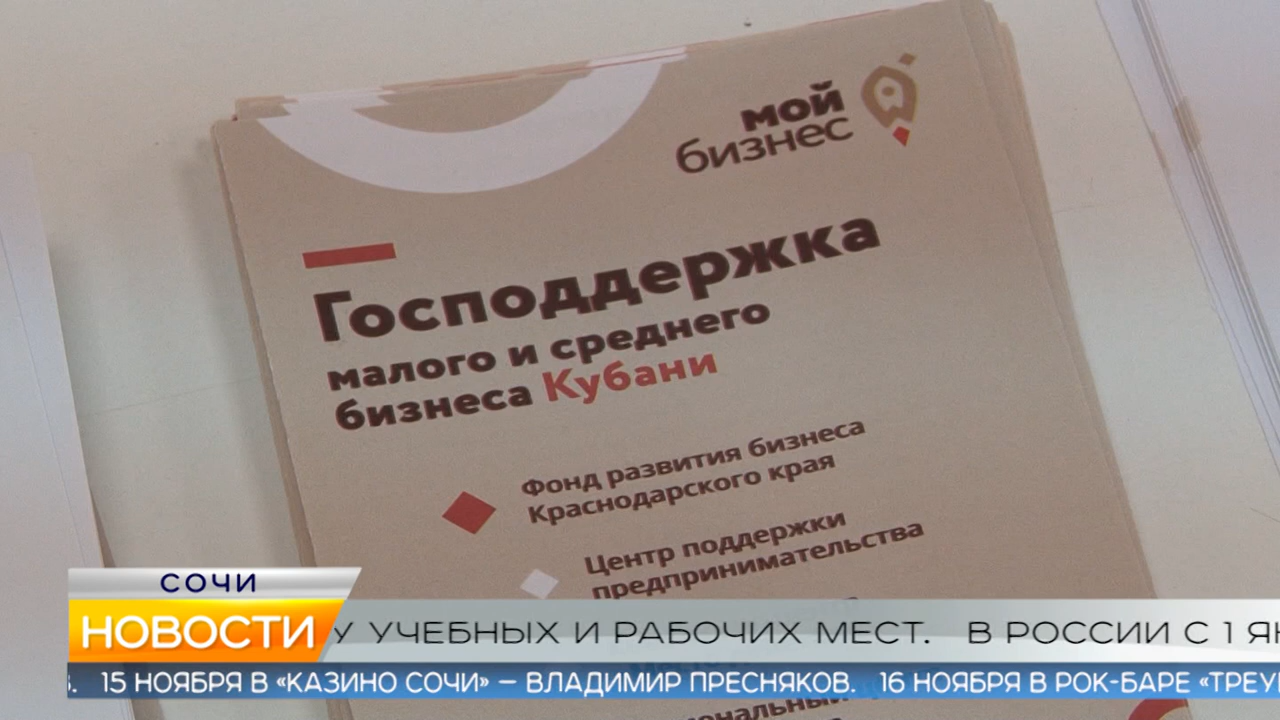 мой
бизнес
Господдержка
малого и среднего
бизнеса Кубани
Фонд развития бизнеса
Краснодарского края
Центр поддержки
предпринимательства
СОЧИ
НОВОСТИ
У УЧЕБНЫХ И РАБОЧИХ МЕСТ. В РОССИИ С 1
15 НОЯБРЯ В «КАЗИНО СОЧИ» – ВЛАДИМИР ПРЕСНЯКОВ. 16 НОЯБРЯ В РОК-БАРЕ